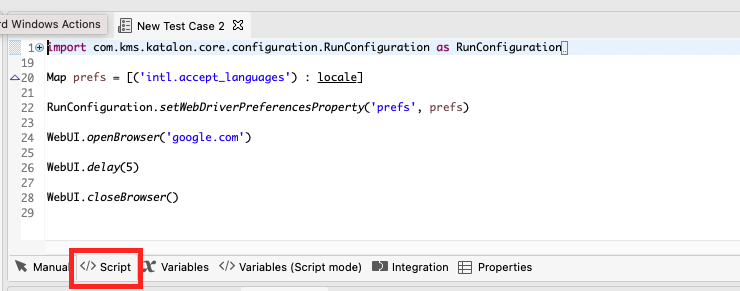 rd Windows Actions
New Test Case 2
1 import com.kms.katalon.core.configuration.RunConfiguration as RunConfiguration
19
20 Map prefs = [('intl.accept_languages') : locale]
21
22 RunConfiguration.setWebDriverPreferencesProperty('prefs', prefs)
23
24 WebUI.openBrowser('google.com')
25
26 WebUI.delay(5)
27
28 WebUI.closeBrowser()
29
Manual </> Script Variables </> Variables (Script mode) Integration Properties